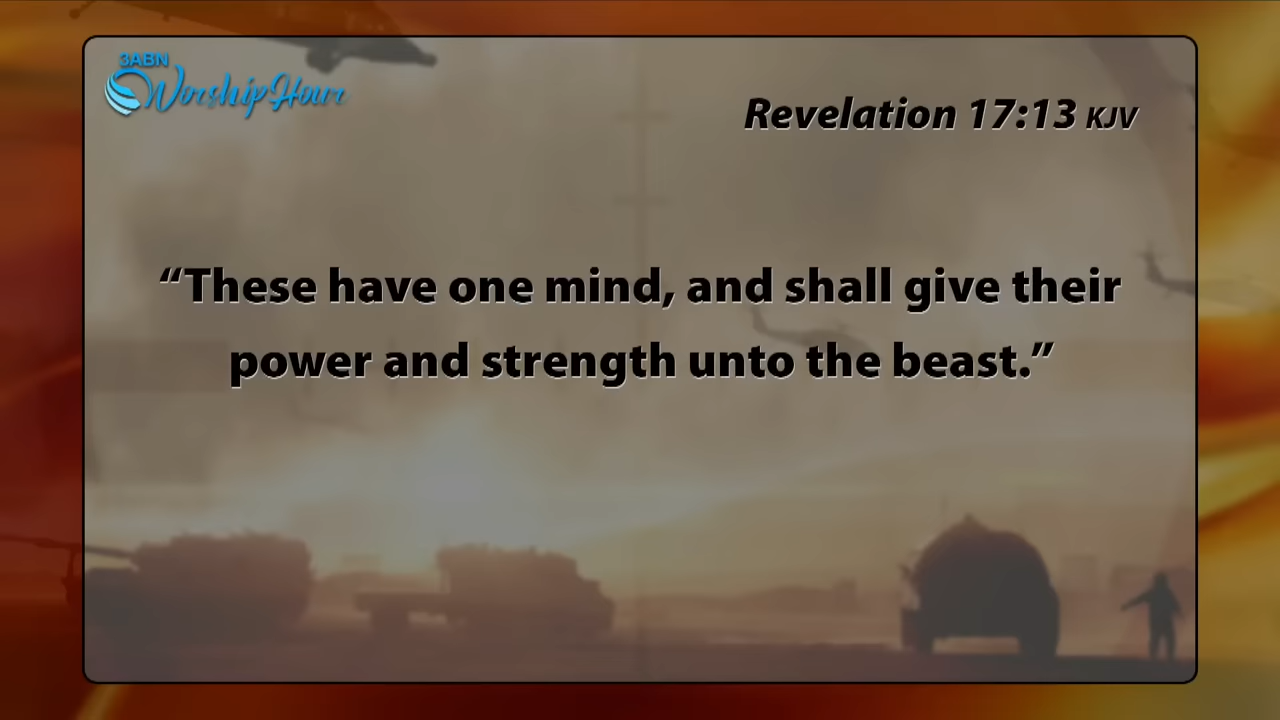 3ABN
Worship Hour
Revelation 17:13 KJV
“These have one mind, and shall give their
power and strength unto the beast.”